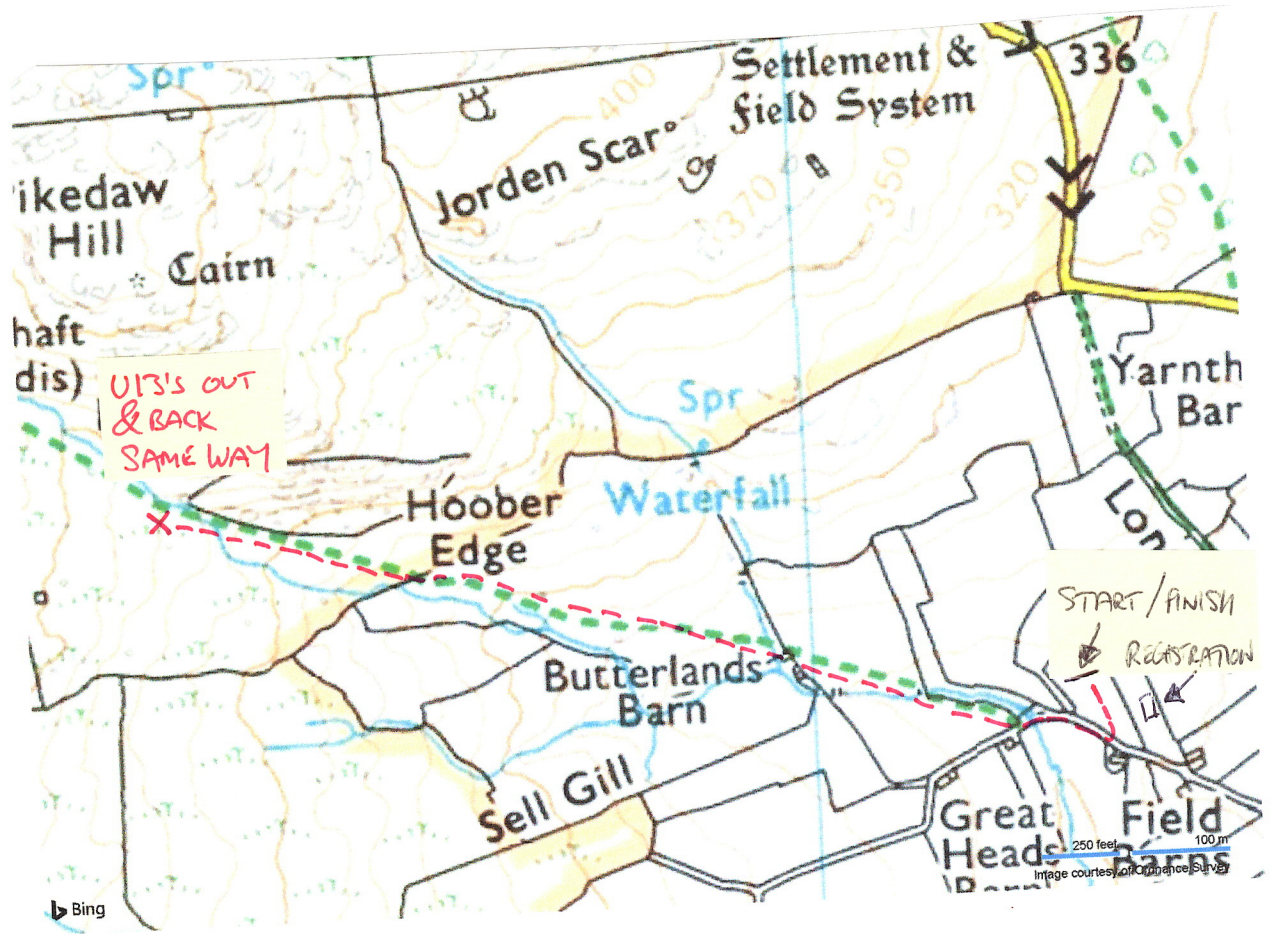 Spr
Settlement &
Field System
336
400
Jorden Scar
370
350
320
300
ikedaw
Hill
Cairn
haft
dis)
U13'S OUT
& BACK
SAME WAY
Spr
Waterfall
Yarnth
Bar
Lon
Hoober
Edge
START/FINISH
REGISTRATION
Butterlands
Barn
Sell Gill
Great
Heads
Barn
Field
Barns
250 feet
100 m
Image courtesy of Ordnance Survey
Bing